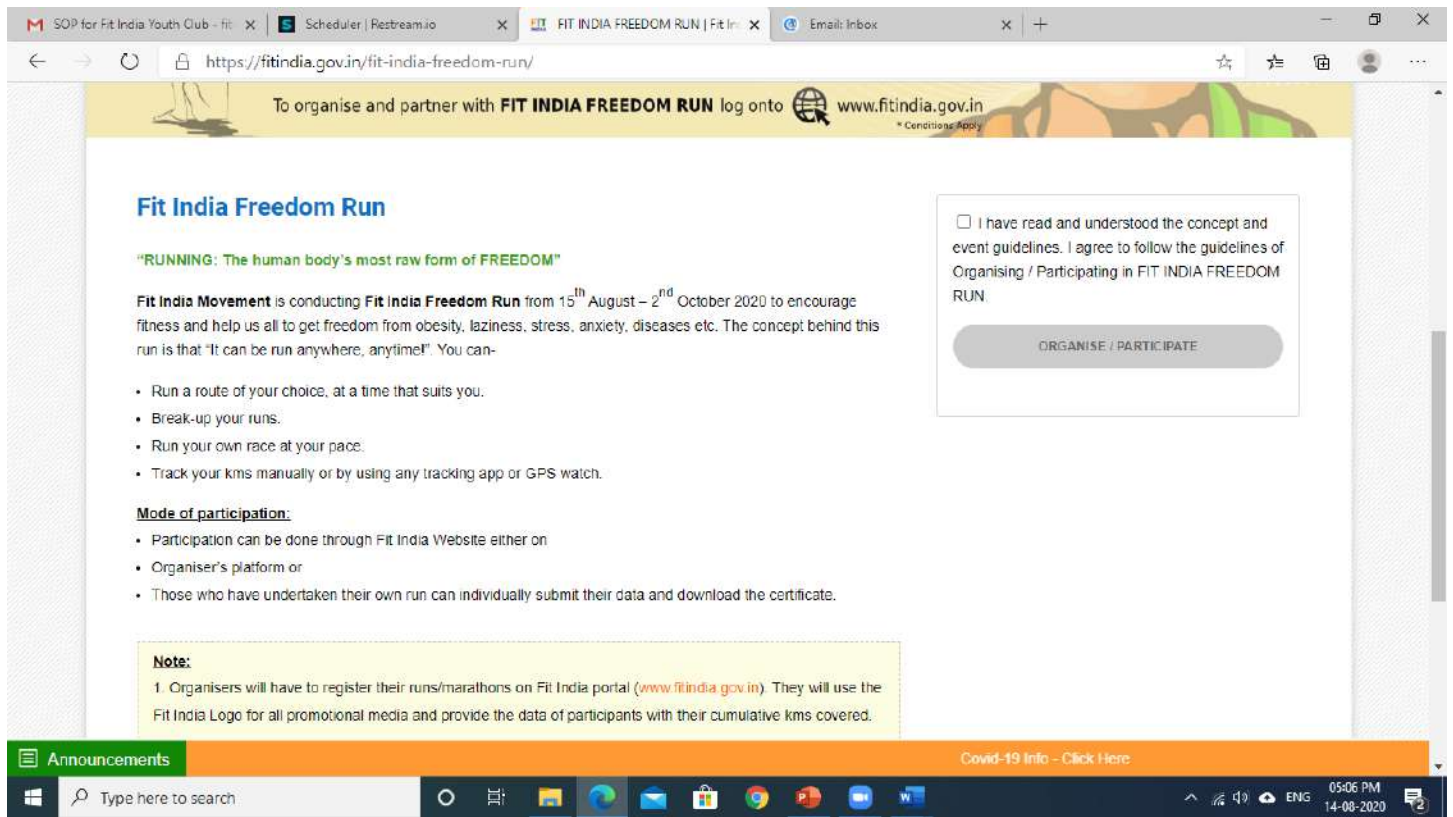 SOP for Fit India Youth Club - fit
Scheduler | Restream.io
FIT INDIA FREEDOM RUN | Fit In
Email: Inbox
https://fitindia.gov.in/fit-india-freedom-run/
To organise and partner with FIT INDIA FREEDOM RUN log onto www.fitindia.gov.in
* Conditions Apply
Fit India Freedom Run
"RUNNING: The human body's most raw form of FREEDOM"
Fit India Movement is conducting Fit India Freedom Run from 15th August – 2nd October 2020 to encourage
fitness and help us all to get freedom from obesity, laziness, stress, anxiety, diseases etc. The concept behind this
run is that "It can be run anywhere, anytime!". You can-
• Run a route of your choice, at a time that suits you.
• Break-up your runs.
• Run your own race at your pace.
• Track your kms manually or by using any tracking app or GPS watch.
Mode of participation:
• Participation can be done through Fit India Website either on
• Organiser's platform or
• Those who have undertaken their own run can individually submit their data and download the certificate.
Note:
1. Organisers will have to register their runs/marathons on Fit India portal (www.fitindia.gov.in). They will use the
Fit India Logo for all promotional media and provide the data of participants with their cumulative kms covered.
I have read and understood the concept and
event guidelines. I agree to follow the guidelines of
Organising / Participating in FIT INDIA FREEDOM
RUN.
ORGANISE / PARTICIPATE
Announcements
Covid-19 Info - Click Here
Type here to search
ENG
05:06 PM
14-08-2020
2